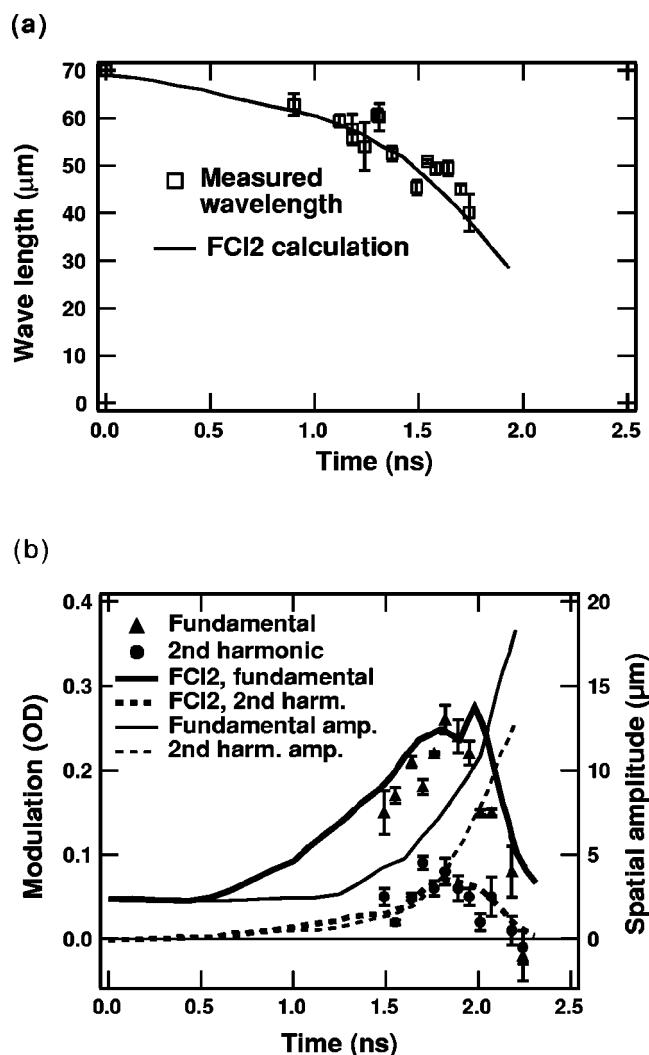 (a)
70
60
50
40
30
20
10
0
Wave length (μm)
Measured
wavelength
FCI2 calculation
0.0 0.5 1.0 1.5 2.0 2.5
Time (ns)
(b)
0.4
0.3
0.2
0.1
0.0
Modulation (OD)
Fundamental
2nd harmonic
FCI2, fundamental
FCI2, 2nd harm.
Fundamental amp.
2nd harm. amp.
20
15
10
5
0
Spatial amplitude (μm)
0.0 0.5 1.0 1.5 2.0 2.5
Time (ns)